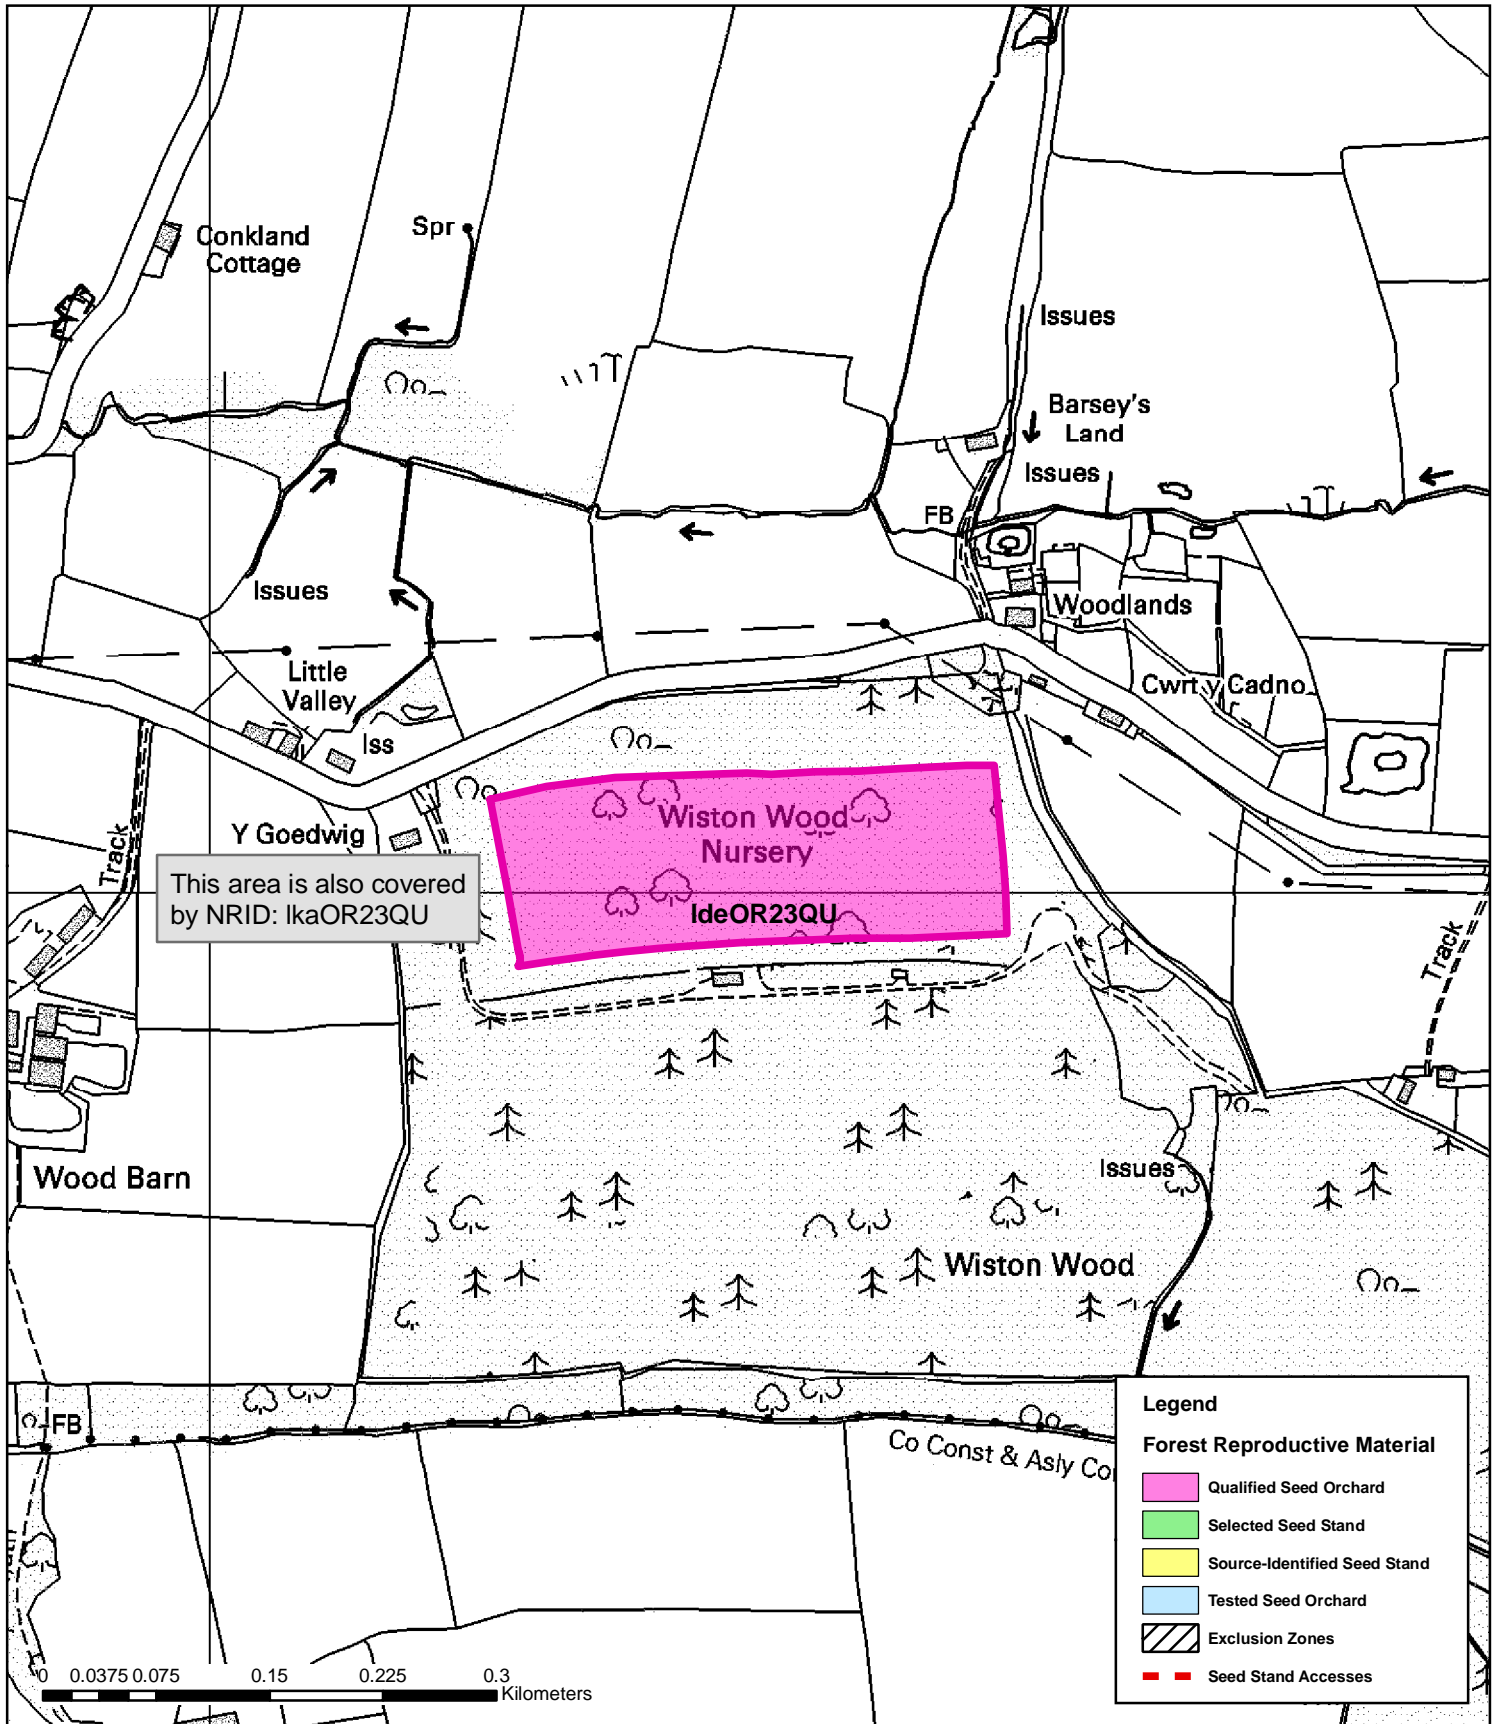 Conkland
Cottage
Spr
Issues
Barsey's
Land
Issues
FB
Issues
Woodlands
Little
Valley
Cwrt y Cadno
Iss
Y Goedwig
Track
Wiston Wood
Nursery
This area is also covered
by NRID: lkaOR23QU
ldeOR23QU
Track
Wood Barn
Issues
Wiston Wood
FB
Co Const & Asly Co
Legend
Forest Reproductive Material
Qualified Seed Orchard
Selected Seed Stand
Source-Identified Seed Stand
Tested Seed Orchard
Exclusion Zones
Seed Stand Accesses
0 0.0375 0.075 0.15 0.225 0.3
Kilometers